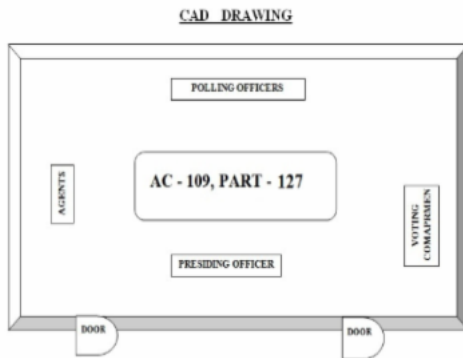 CAD DRAWING
POLLING OFFICERS
AGENTS
AC - 109, PART - 127
VOTING
COMAPRMEN
PRESIDING OFFICER
DOOR
DOOR